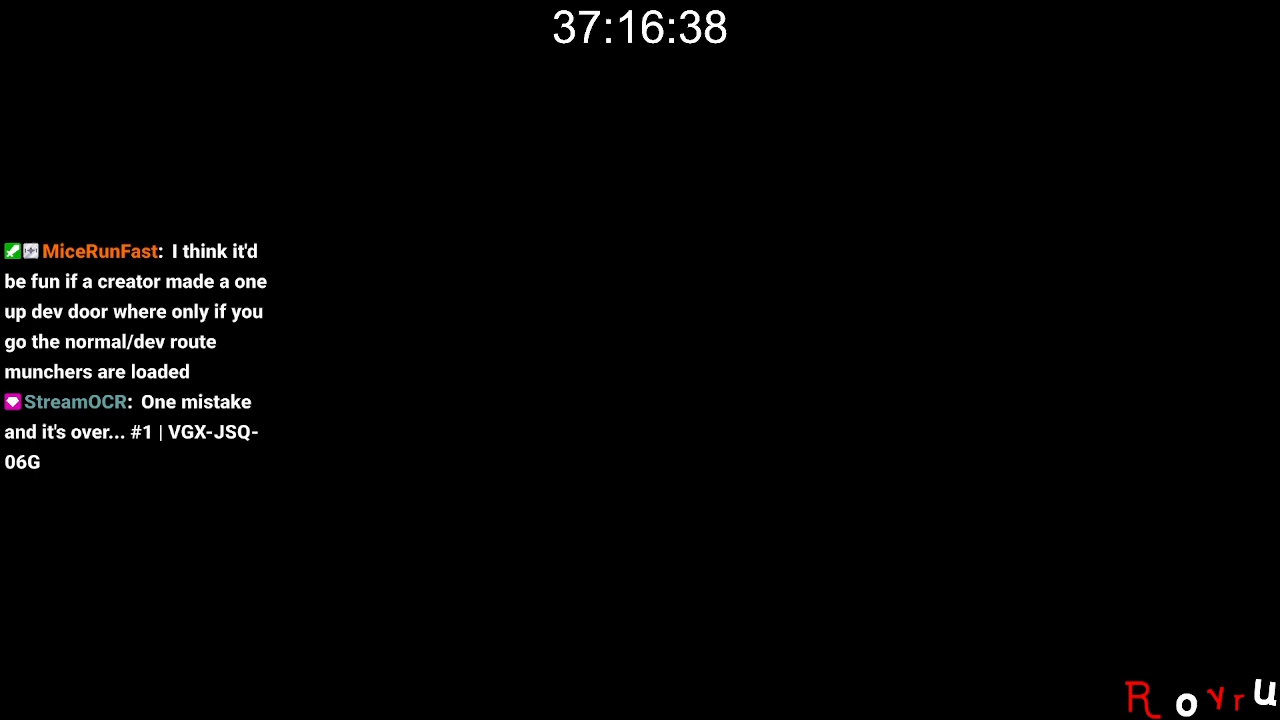 37:16:38
MiceRunFast: I think it'd
be fun if a creator made a one
up dev door where only if you
go the normal/dev route
munchers are loaded
StreamOCR: One mistake
and it's over... #1 | VGX-JSQ-
06G
R o y r u